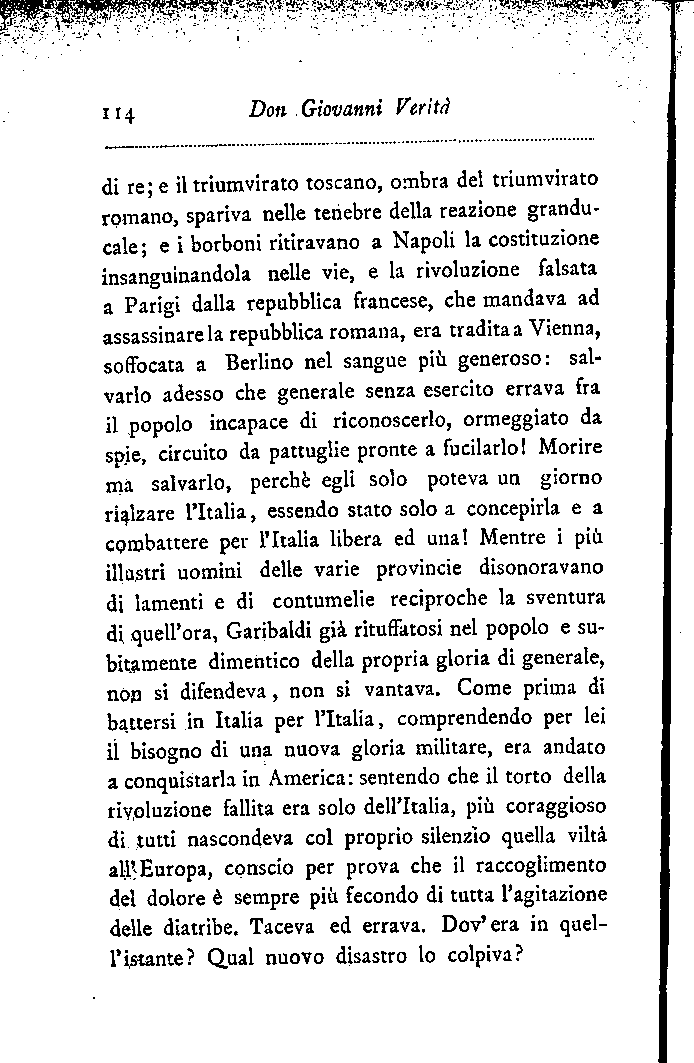 114 Don Giovanni Verità
di re; e il triumvirato toscano, ombra del triumvirato
romano, spariva nelle tenebre della reazione grandu-
cale; e i borboni ritiravano a Napoli la costituzione
insanguinandola nelle vie, e la rivoluzione falsata
a Parigi dalla repubblica francese, che mandava ad
assassinare la repubblica romana, era tradita a Vienna,
soffocata a Berlino nel sangue più generoso: sal-
varlo adesso che generale senza esercito errava fra
il popolo incapace di riconoscerlo, ormeggiato da
spie, circuito da pattuglie pronte a fucilarlo! Morire
ma salvarlo, perchè egli solo poteva un giorno
rialzare l'Italia, essendo stato solo a concepirla e a
combattere per l'Italia libera ed una! Mentre i più
illustri uomini delle varie provincie disonoravano
di lamenti e di contumelie reciproche la sventura
di quell'ora, Garibaldi già rituffatosi nel popolo e su-
bitamente dimentico della propria gloria di generale,
non si difendeva, non si vantava. Come prima di
battersi in Italia per l'Italia, comprendendo per lei
il bisogno di una nuova gloria militare, era andato
a conquistarla in America: sentendo che il torto della
rivoluzione fallita era solo dell'Italia, più coraggioso
di tutti nascondeva col proprio silenzio quella viltà
all'Europa, conscio per prova che il raccoglimento
del dolore è sempre più fecondo di tutta l'agitazione
delle diatribe. Taceva ed errava. Dov'era in quel-
l'istante? Qual nuovo disastro lo colpiva?